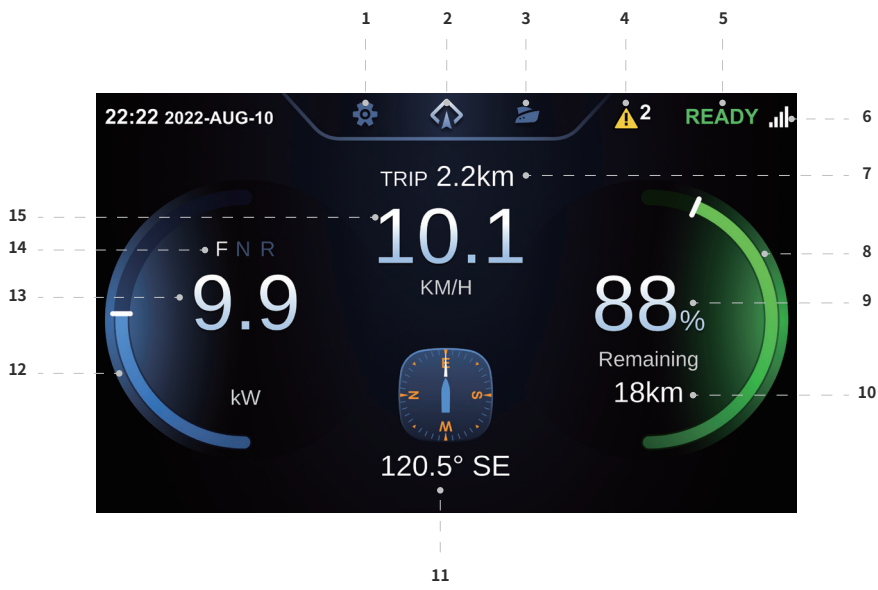 1 2 3 4 5
22:22 2022-AUG-10
2 READY
6
TRIP 2.2km
7
15
10.1
14
F N R
8
KM/H
13
9.9
88%
9
Remaining
12
kW
18km
10
E
N S
W
120.5° SE
11